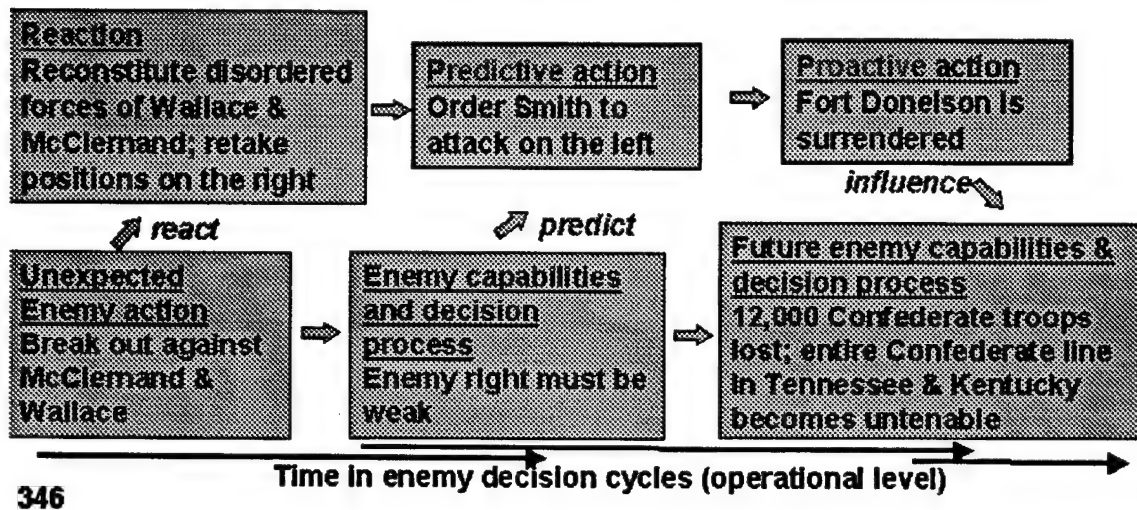 Reaction
Reconstitute disordered
forces of Wallace &
McClernand; retake
positions on the right
Predictive action
Order Smith to
attack on the left
Proactive action
Fort Donelson is
surrendered
react
predict
influence
Unexpected
Enemy action
Break out against
McClernand &
Wallace
Enemy capabilities
and decision
process
Enemy right must be
weak
Future enemy capabilities &
decision process
12,000 Confederate troops
lost; entire Confederate line
in Tennessee & Kentucky
becomes untenable
Time in enemy decision cycles (operational level)
346